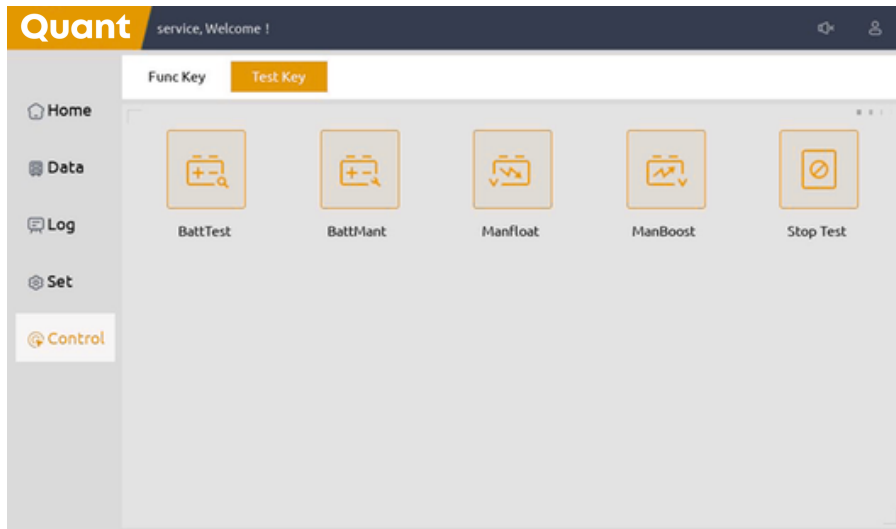 Quant
service, Welcome !
Func Key
Test Key
Home
Data
Log
Set
Control
BattTest
BattMant
Manfloat
ManBoost
Stop Test